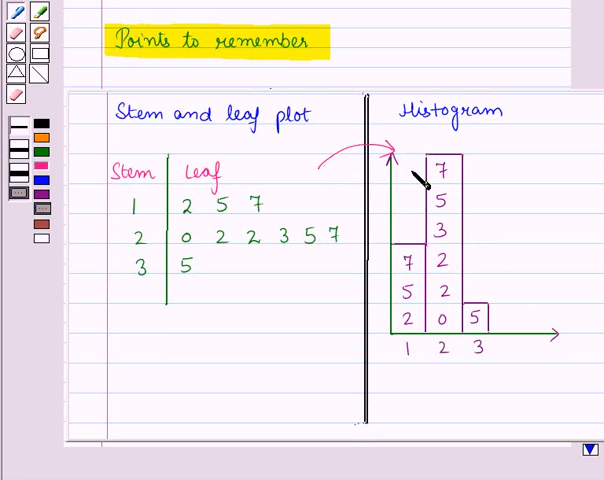 Points to remember
Stem and leaf plot
Stem Leaf
1 2 5 7
2 0 2 2 3 5 7
3 5
Histogram
7
5
3
7 2
5 2
2 0 5
1 2 3